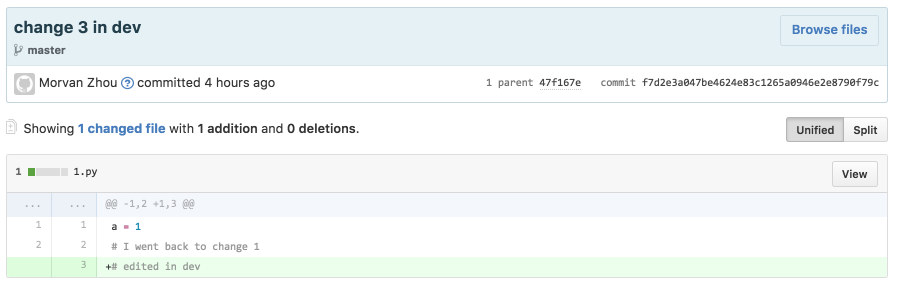 change 3 in dev
Browse files
master
Morvan Zhou ? committed 4 hours ago
1 parent 47f167e commit f7d2e3a047be4624e83c1265a0946e2e8790f79c
Showing 1 changed file with 1 addition and 0 deletions.
Unified Split
1 1.py
View
... ... @@ -1,2 +1,3 @@
1 1 a = 1
2 2 # I went back to change 1
3 +# edited in dev